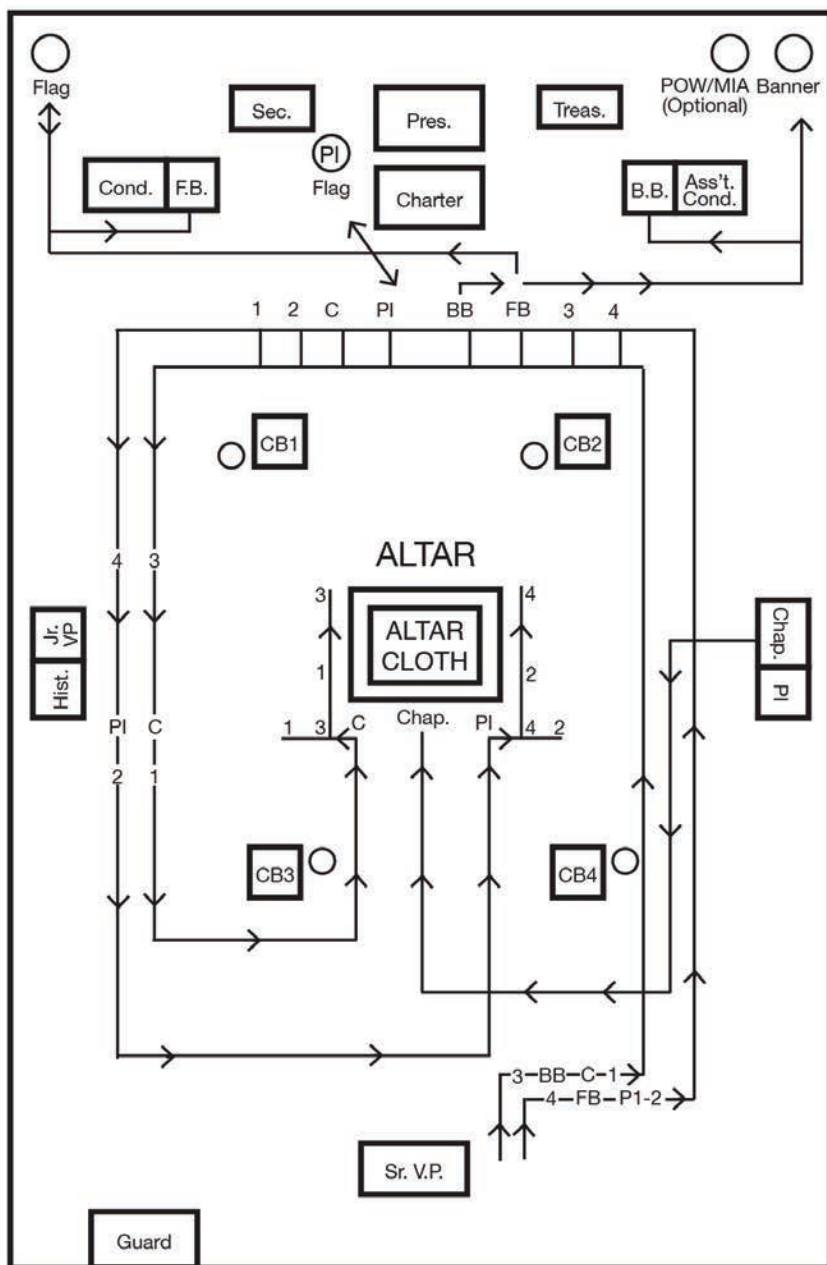 Flag
POW/MIA
(Optional)
Banner
Sec.
Pres.
Treas.
PI
Flag
Cond.
F.B.
Charter
B.B.
Ass't.
Cond.
1 2 C PI BB FB 3 4
CB1
CB2
ALTAR
4 3
3
4
ALTAR
CLOTH
Jr.
VP
Hist.
Chap.
PI
1
2
PI C
1 3 C
Chap.
PI 4 2
2 1
CB3
CB4
3 BB C 1
4 FB P1-2
Sr. V.P.
Guard